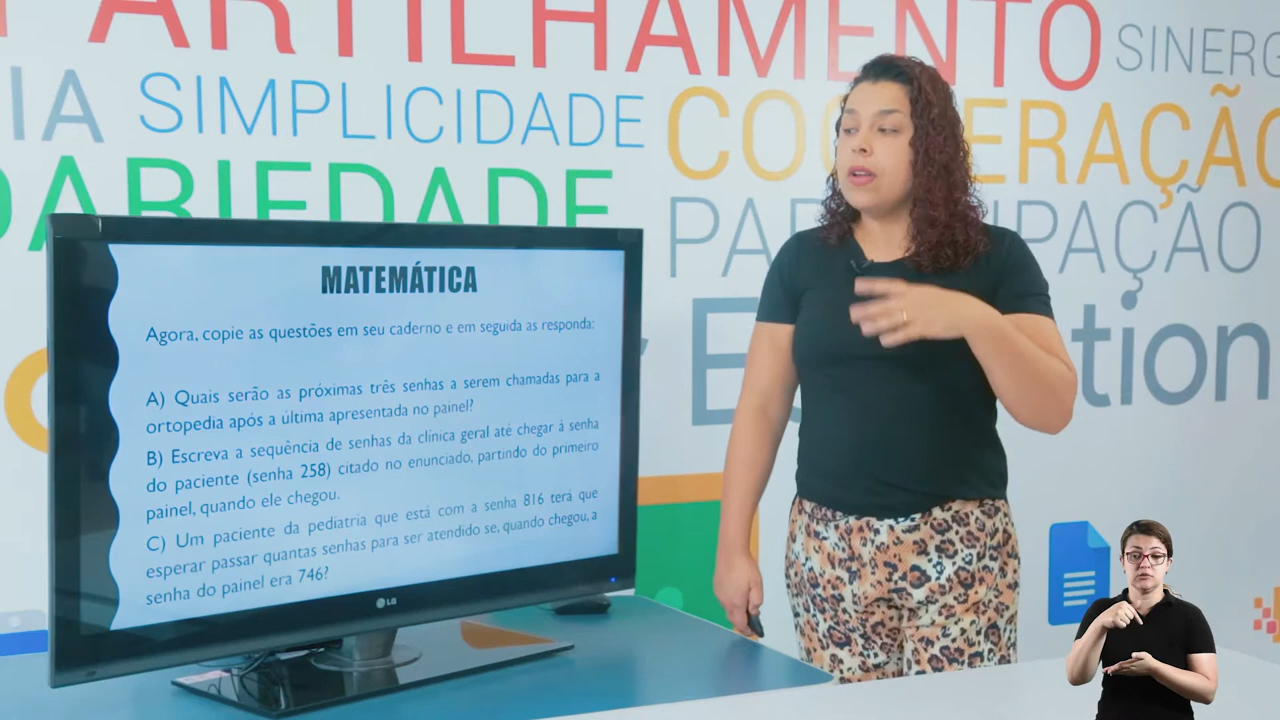 PARTILHAMENTO
SINERG
IA SIMPLICIDADE
COOPERAÇÃO
DARIEDADE
PAR PAÇÃO
E tion
MATEMÁTICA
Agora, copie as questões em seu caderno e em seguida as responda:
A) Quais serão as próximas três senhas a serem chamadas para a
ortopedia após a última apresentada no painel?
B) Escreva a sequência de senhas da clínica geral até chegar à senha
do paciente (senha 258) citado no enunciado, partindo do primeiro
painel, quando ele chegou.
C) Um paciente da pediatria que está com a senha 816 terá que
esperar passar quantas senhas para ser atendido se, quando chegou, a
senha do painel era 746?
LG